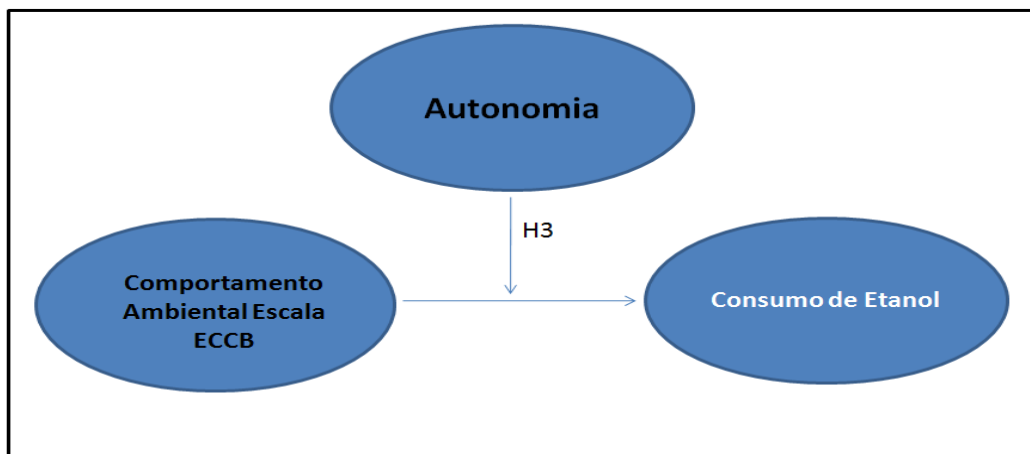 Autonomia
H3
Comportamento
Ambiental Escala
ECCB
Consumo de Etanol